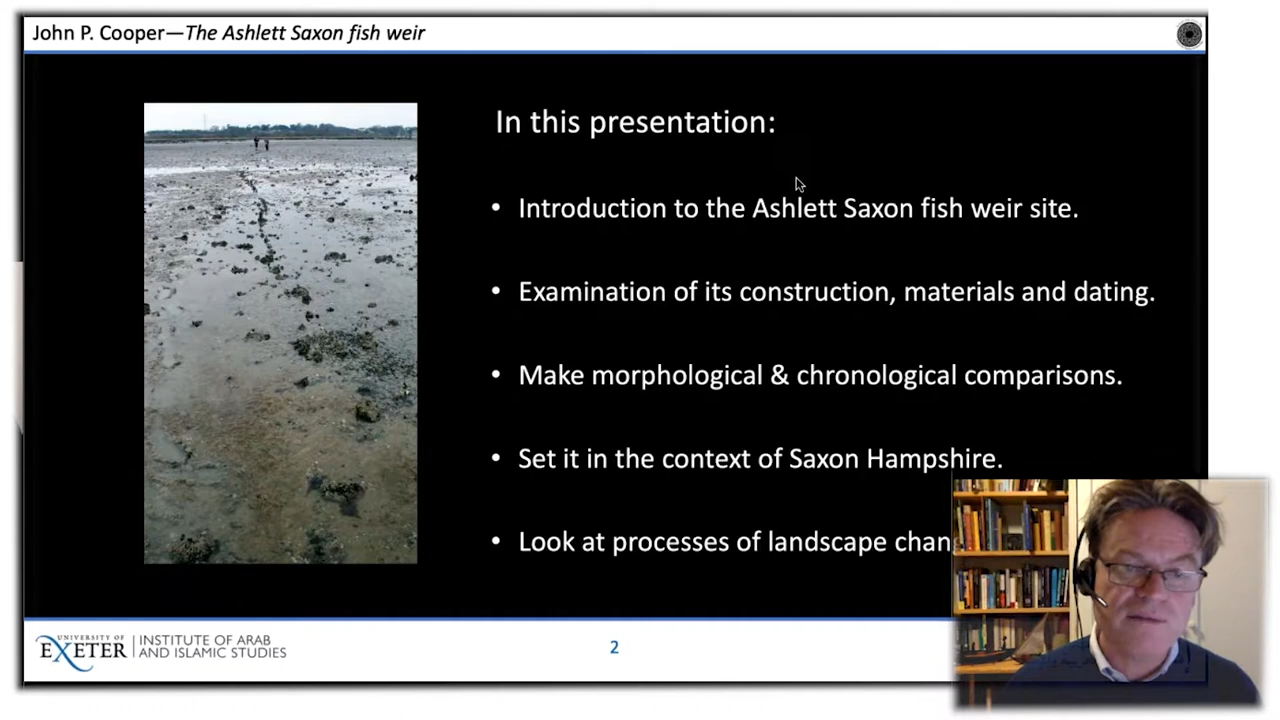 John P. Cooper—The Ashlett Saxon fish weir
In this presentation:
• Introduction to the Ashlett Saxon fish weir site.
• Examination of its construction, materials and dating.
• Make morphological & chronological comparisons.
• Set it in the context of Saxon Hampshire.
• Look at processes of landscape chan
UNIVERSITY OF
EXETER
INSTITUTE OF ARAB
AND ISLAMIC STUDIES
2